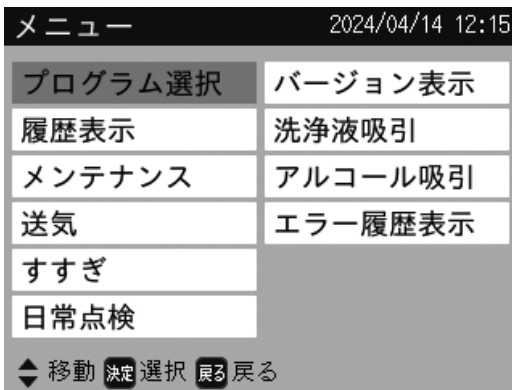 メニュー 2024/04/14 12:15
プログラム選択 バージョン表示
履歴表示 洗浄液吸引
メンテナンス アルコール吸引
送気 エラー履歴表示
すすぎ
日常点検
移動 決定 選択 戻る 戻る